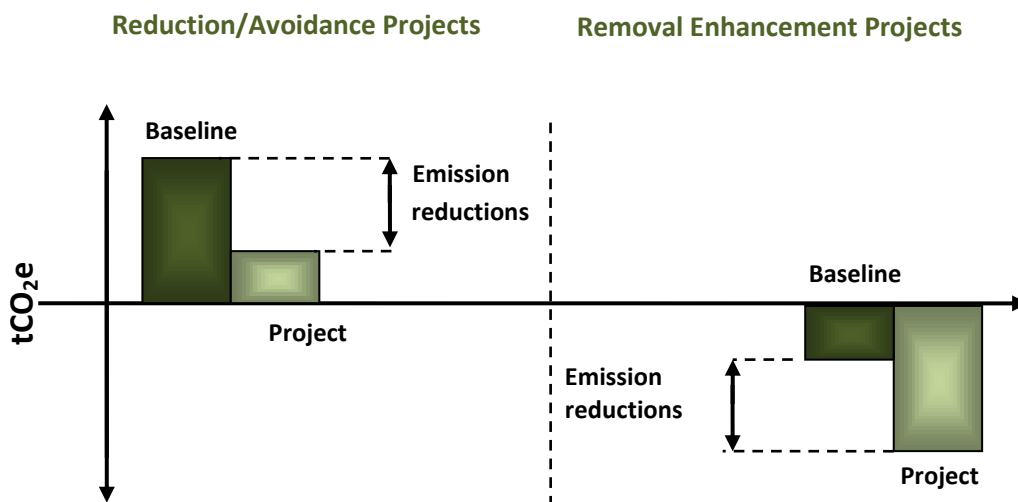 Reduction/Avoidance Projects
Removal Enhancement Projects
tCO₂e
Baseline
Emission
reductions
Project
Baseline
Emission
reductions
Project